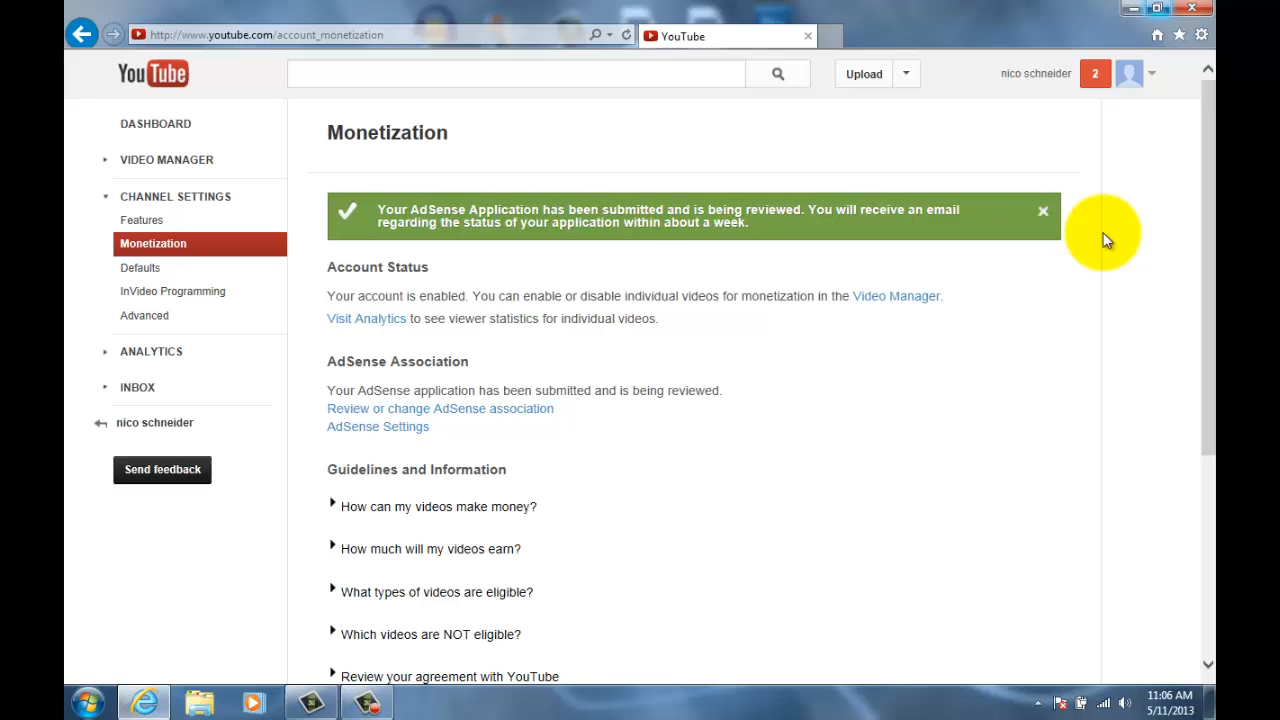 http://www.youtube.com/account_monetization
YouTube
YouTube
Upload
nico schneider
2
DASHBOARD
VIDEO MANAGER
CHANNEL SETTINGS
Features
Monetization
Defaults
InVideo Programming
Advanced
ANALYTICS
INBOX
nico schneider
Send feedback
Monetization
Your AdSense Application has been submitted and is being reviewed. You will receive an email
regarding the status of your application within about a week.
Account Status
Your account is enabled. You can enable or disable individual videos for monetization in the Video Manager.
Visit Analytics to see viewer statistics for individual videos.
AdSense Association
Your AdSense application has been submitted and is being reviewed.
Review or change AdSense association
AdSense Settings
Guidelines and Information
How can my videos make money?
How much will my videos earn?
What types of videos are eligible?
Which videos are NOT eligible?
Review your agreement with YouTube
11:06 AM
5/11/2013